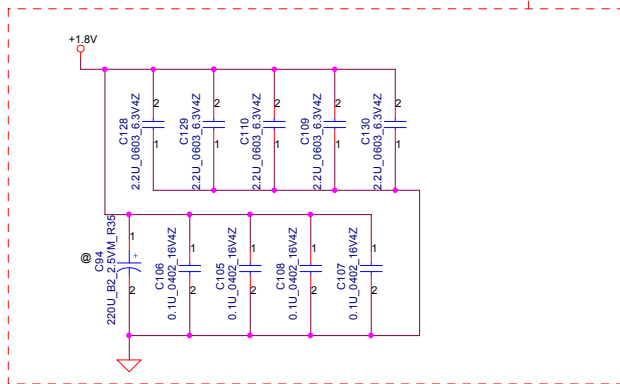 +1.8V
2
C128
2.2U_0603_6.3V4Z
1
2
C129
2.2U_0603_6.3V4Z
1
2
C110
2.2U_0603_6.3V4Z
1
2
C109
2.2U_0603_6.3V4Z
1
2
C130
2.2U_0603_6.3V4Z
1
@
1
+
C94
220U_B2_2.5VM_R35
2
1
C106
0.1U_0402_16V4Z
2
1
C105
0.1U_0402_16V4Z
2
1
C108
0.1U_0402_16V4Z
2
1
C107
0.1U_0402_16V4Z
2